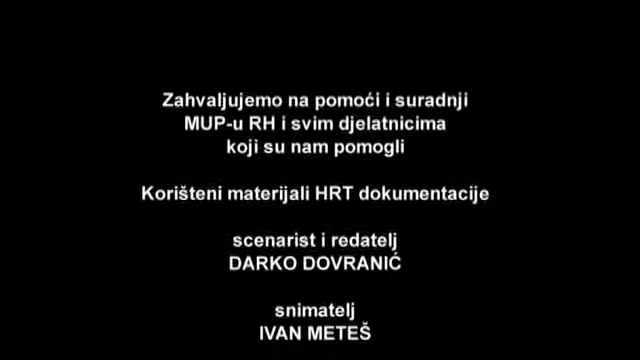 Zahvaljujemo na pomoći i suradnji
MUP-u RH i svim djelatnicima
koji su nam pomogli
Korišteni materijali HRT dokumentacije
scenarist i redatelj
DARKO DOVRANIĆ
snimatelj
IVAN METEŠ